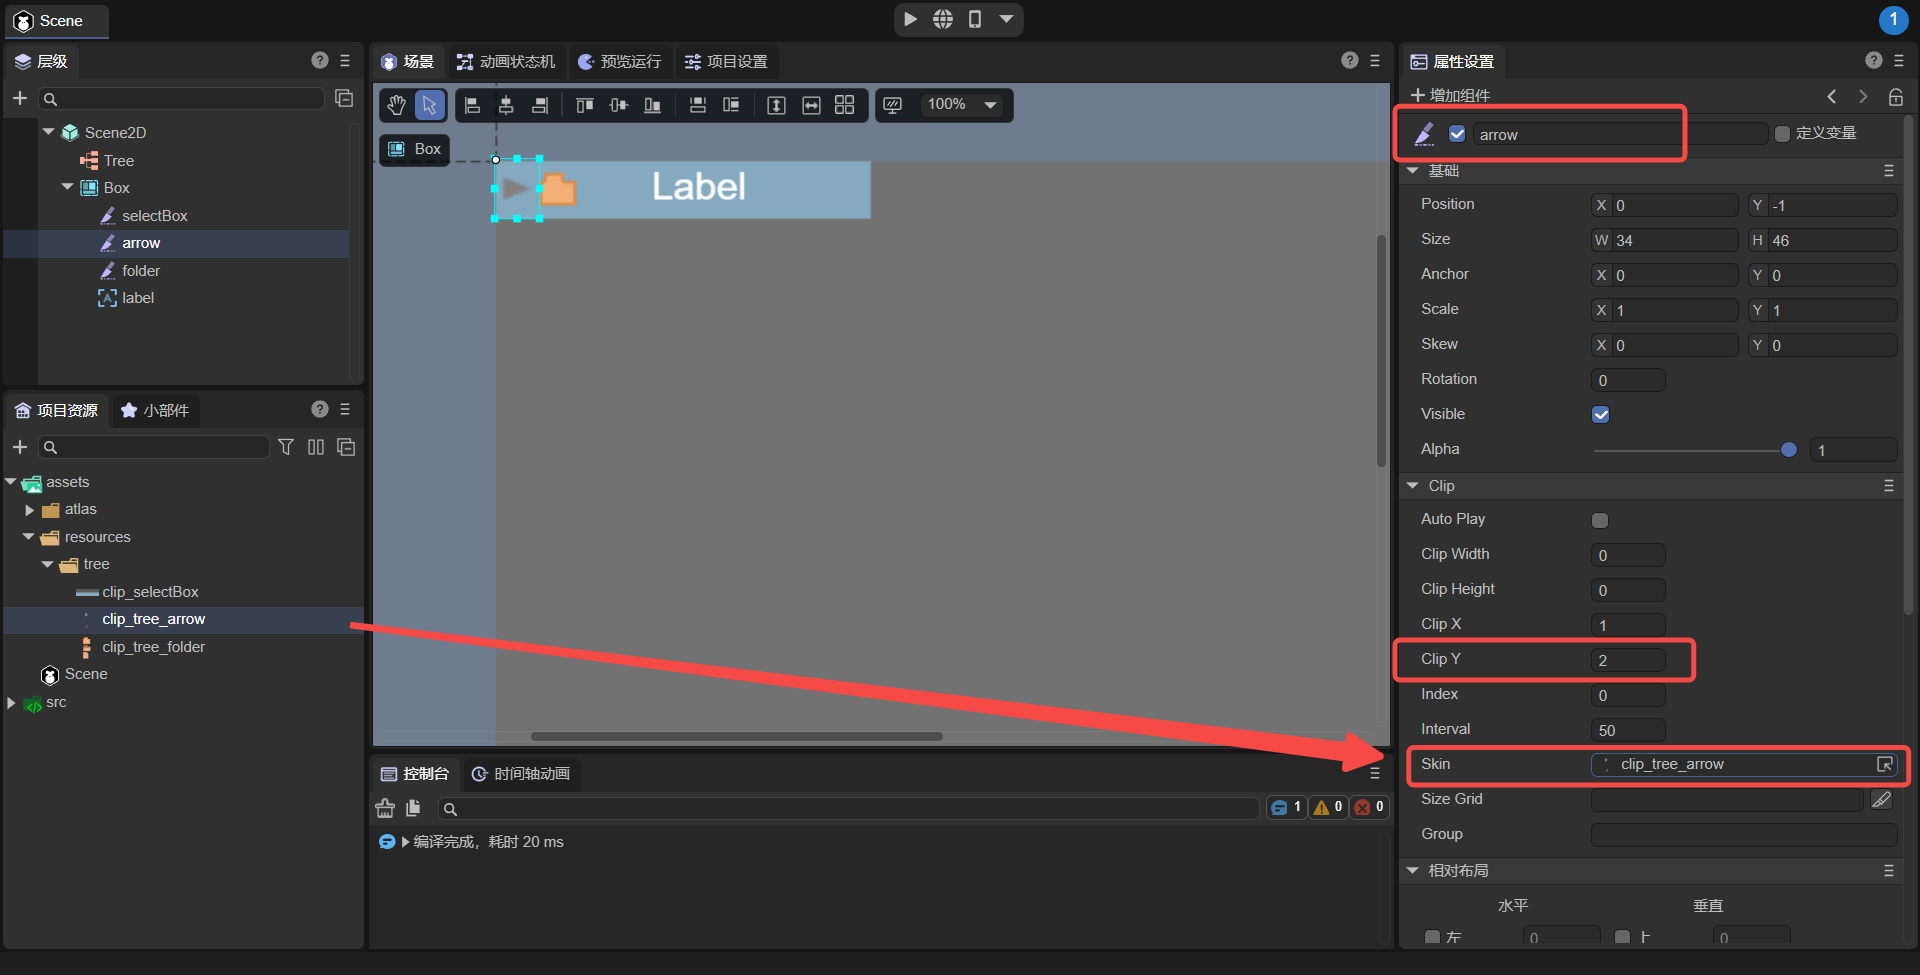 Scene
1
层级
Scene2D
Tree
Box
selectBox
arrow
folder
label
项目资源
小部件
assets
atlas
resources
tree
clip_selectBox
clip_tree_arrow
clip_tree_folder
Scene
src
场景
动画状态机
预览运行
项目设置
100%
Box
Label
控制台
时间轴动画
1
0
0
编译完成，耗时 20 ms
属性设置
增加组件
arrow
定义变量
基础
Position X 0 Y -1
Size W 34 H 46
Anchor X 0 Y 0
Scale X 1 Y 1
Skew X 0 Y 0
Rotation 0
Visible
Alpha 1
Clip
Auto Play
Clip Width 0
Clip Height 0
Clip X 1
Clip Y 2
Index 0
Interval 50
Skin clip_tree_arrow
Size Grid
Group
相对布局
水平 垂直
左 0 上 0